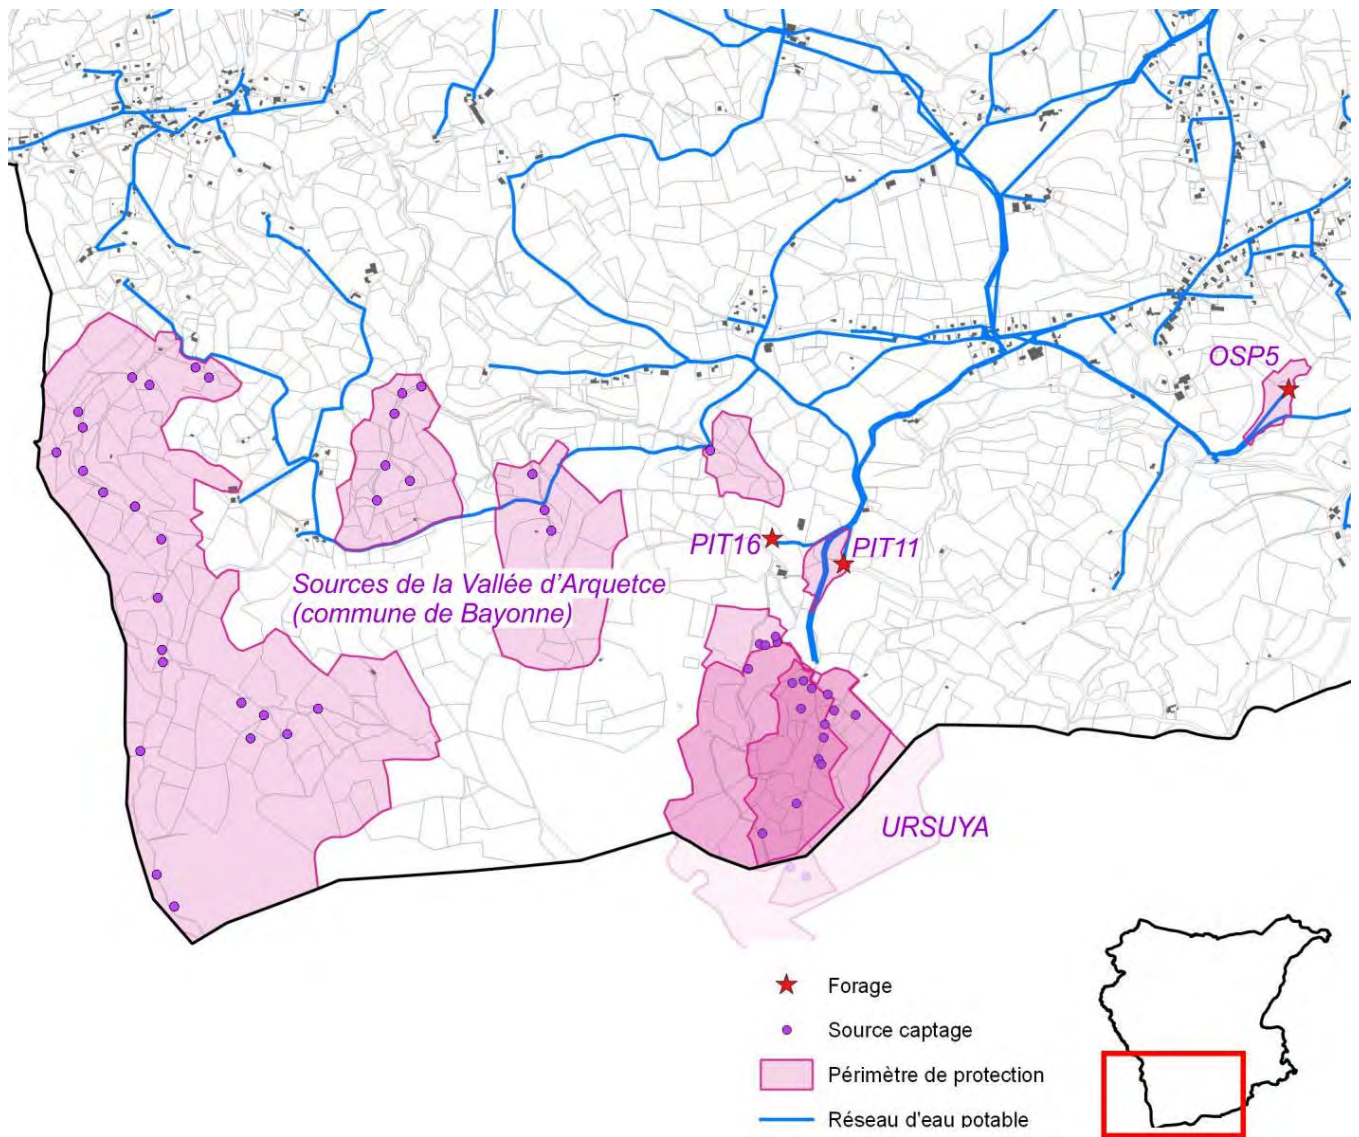 OSP5
PIT16
PIT11
Sources de la Vallée d'Arquetce
(commune de Bayonne)
URSUYA
Forage
Source captage
Périmètre de protection
Réseau d'eau potable